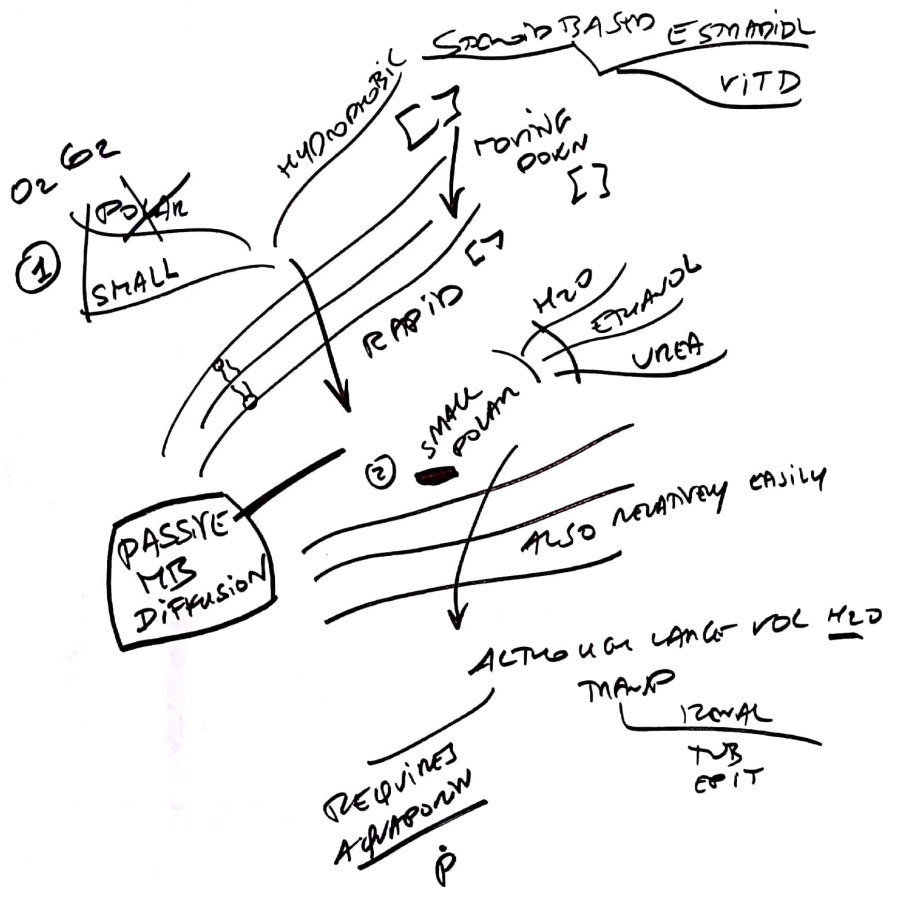 STEROID BASED ESTRADIOL
VIT D
HYDROPHOBIC
[ ]
MOVING
DOWN
[ ]
O2 CO2
POLAR
1
SMALL
[ ]
RAPID
H2O
ETHANOL
UREA
2
SMALL
POLAR
PASSIVE
MB
DIFFUSION
ALSO RELATIVELY EASILY
ALTHOUGH LARGE VOL H2O
TRANSP
RENAL
TUB
EPIT
REQUIRES
AQUAPORIN
P